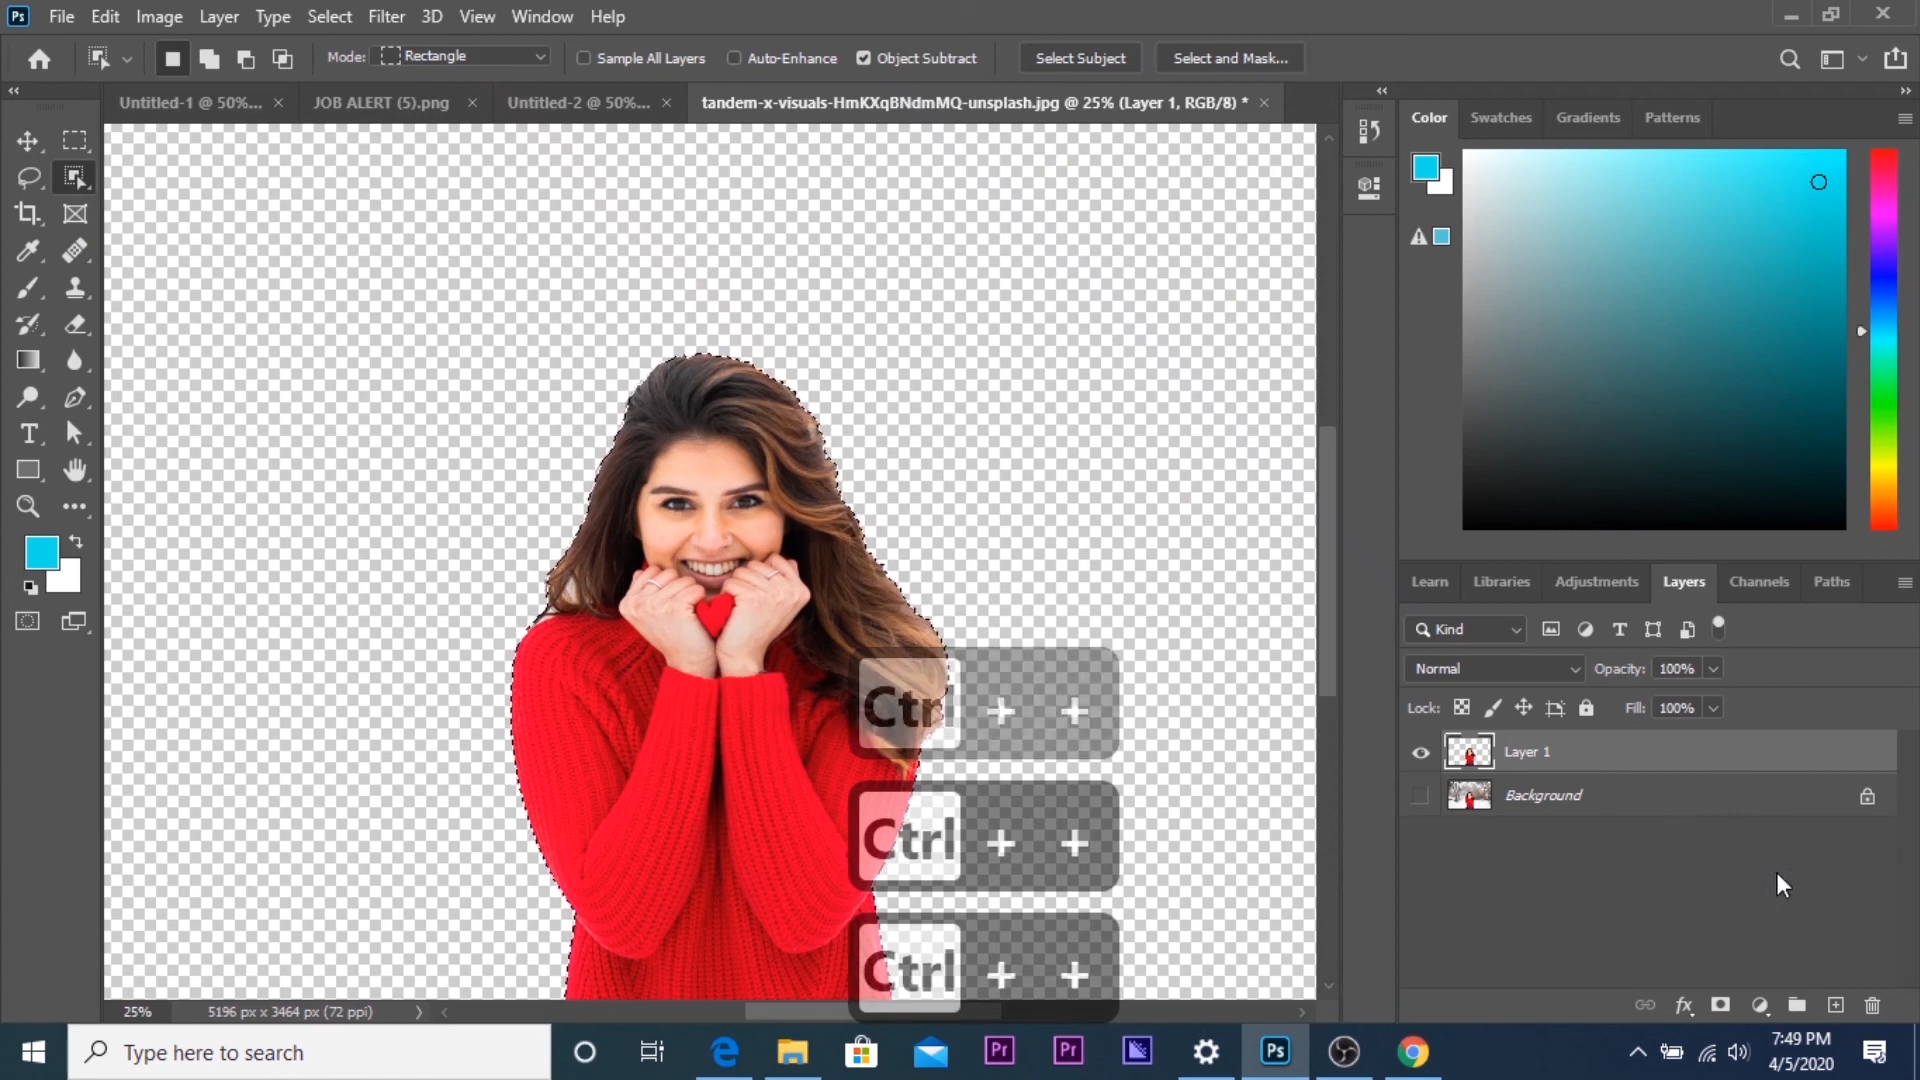 Ps File Edit Image Layer Type Select Filter 3D View Window Help
Mode: Rectangle Sample All Layers Auto-Enhance Object Subtract Select Subject Select and Mask...
Untitled-1 @ 50%... × JOB ALERT (5).png × Untitled-2 @ 50%... × tandem-x-visuals-HmKXqBNdmMQ-unsplash.jpg @ 25% (Layer 1, RGB/8) * ×
Color Swatches Gradients Patterns
Learn Libraries Adjustments Layers Channels Paths
Kind
Normal Opacity: 100%
Lock: Fill: 100%
Layer 1
Background
Ctrl + +
Ctrl + +
Ctrl + +
25% 5196 px x 3464 px (72 ppi)
Type here to search
Pr Pr Ps
7:49 PM
4/5/2020